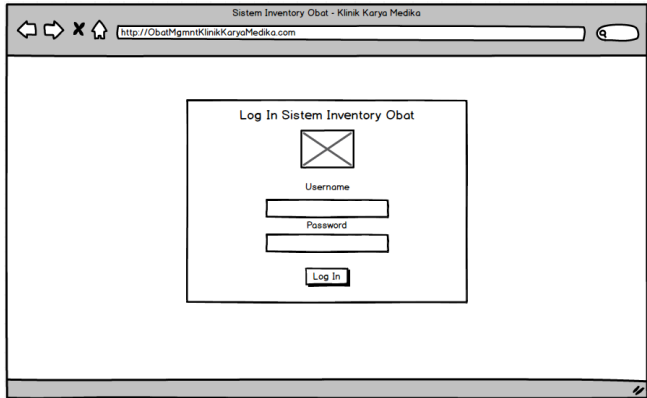 Sistem Inventory Obat - Klinik Karya Medika
http://ObatMgmntKlinikKaryaMedika.com
Log In Sistem Inventory Obat
Username
Password
Log In